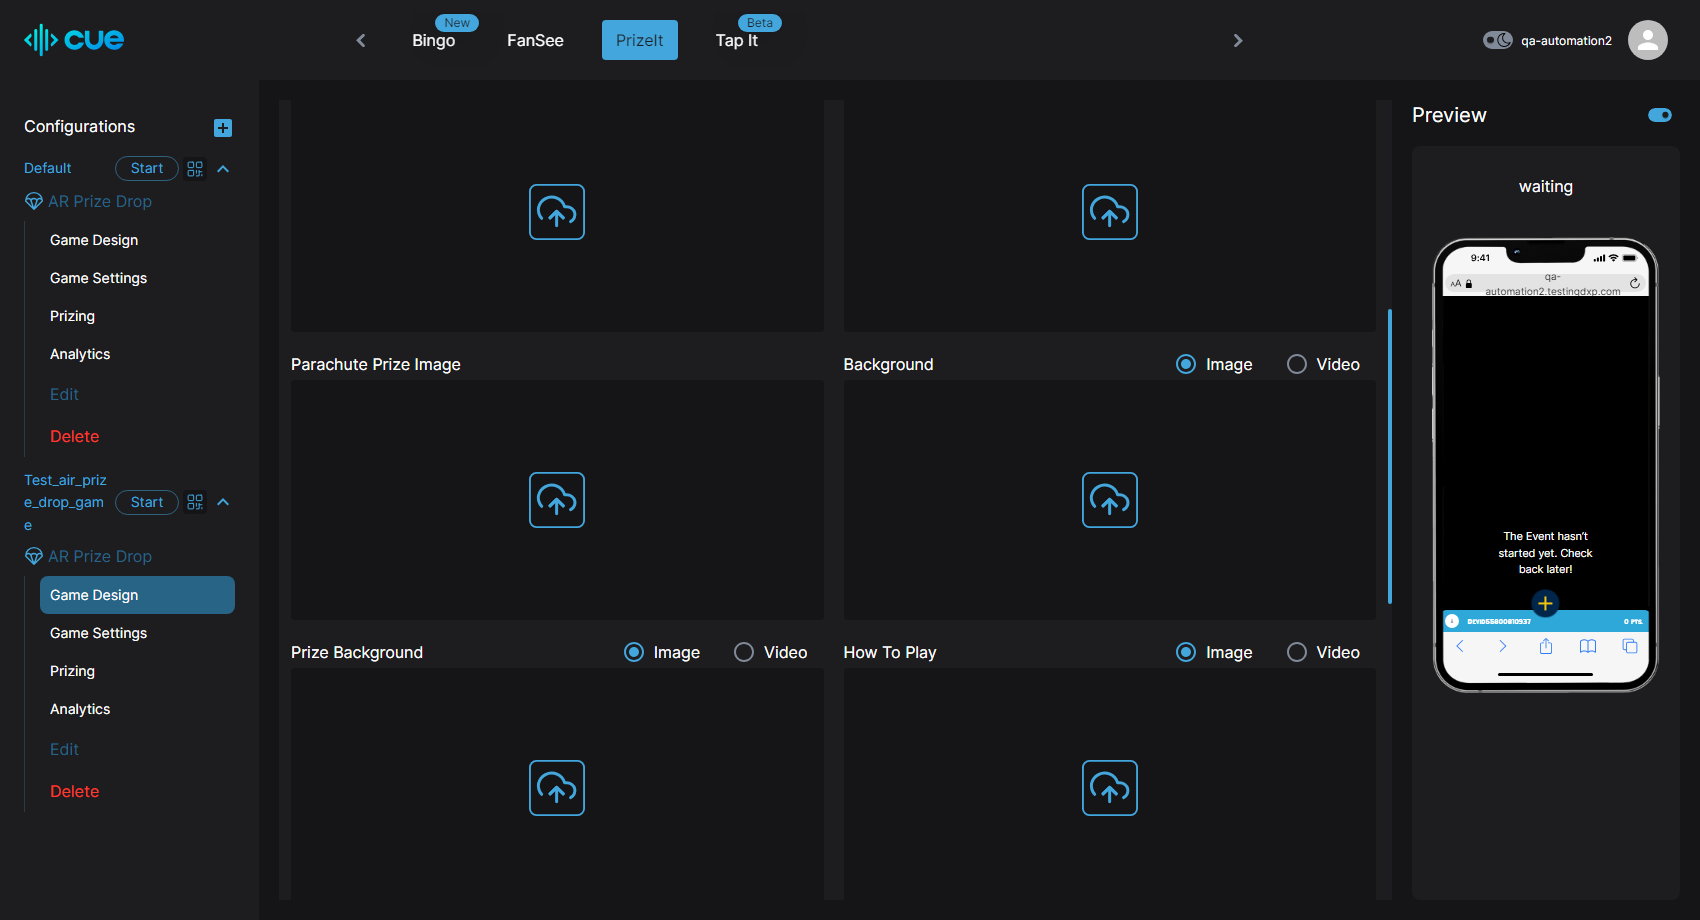 cue
New
Beta
Bingo
FanSee
PrizeIt
Tap It
qa-automation2
Configurations
Default
Start
AR Prize Drop
Game Design
Game Settings
Prizing
Analytics
Edit
Delete
Test_air_priz
e_drop_gam
e
Start
AR Prize Drop
Game Design
Game Settings
Prizing
Analytics
Edit
Delete
Parachute Prize Image
Background
Image
Video
Prize Background
Image
Video
How To Play
Image
Video
Preview
waiting
9:41
AA
qa-
automation2.testingdxp.com
The Event hasn't
started yet. Check
back later!
0 PTS.